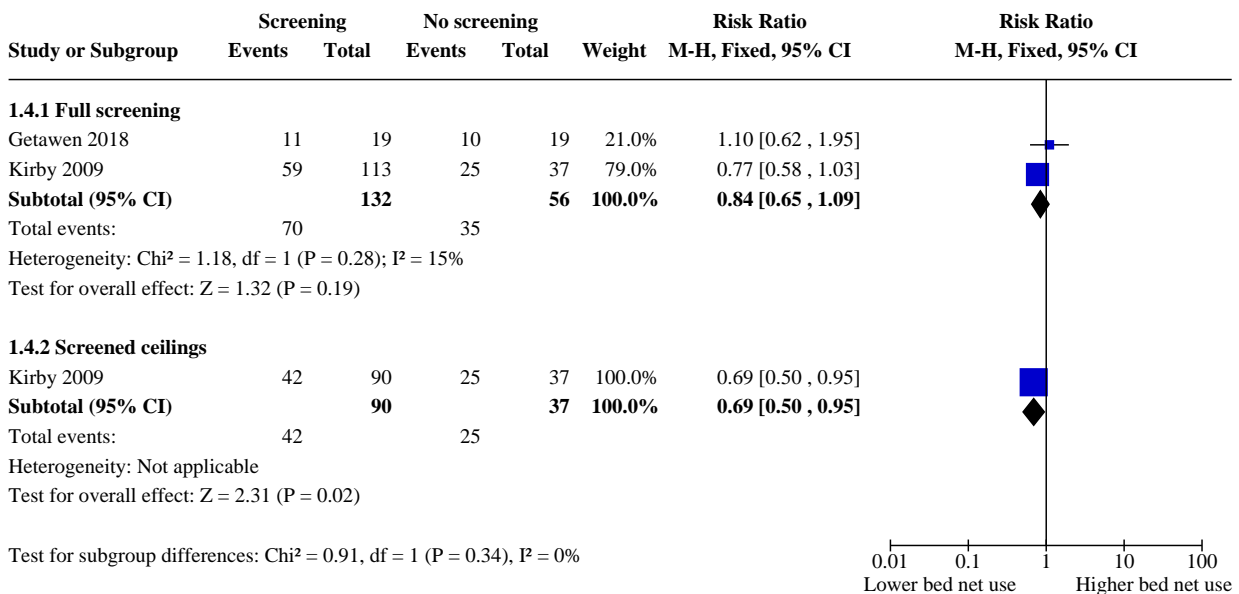 Screening No screening Risk Ratio Risk Ratio
Study or Subgroup Events Total Events Total Weight M-H, Fixed, 95% CI M-H, Fixed, 95% CI
1.4.1 Full screening
Getawen 2018 11 19 10 19 21.0% 1.10 [0.62 , 1.95]
Kirby 2009 59 113 25 37 79.0% 0.77 [0.58 , 1.03]
Subtotal (95% CI) 132 56 100.0% 0.84 [0.65 , 1.09]
Total events: 70 35
Heterogeneity: Chi² = 1.18, df = 1 (P = 0.28); I² = 15%
Test for overall effect: Z = 1.32 (P = 0.19)
1.4.2 Screened ceilings
Kirby 2009 42 90 25 37 100.0% 0.69 [0.50 , 0.95]
Subtotal (95% CI) 90 37 100.0% 0.69 [0.50 , 0.95]
Total events: 42 25
Heterogeneity: Not applicable
Test for overall effect: Z = 2.31 (P = 0.02)
Test for subgroup differences: Chi² = 0.91, df = 1 (P = 0.34), I² = 0%
0.01 0.1 1 10 100
Lower bed net use Higher bed net use